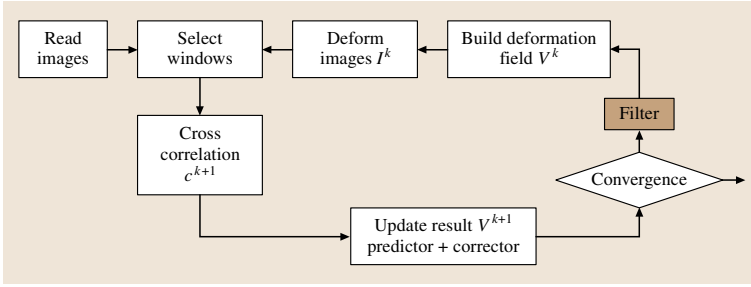 Read
images
Select
windows
Deform
images I^k
Build deformation
field V^k
Filter
Cross
correlation
c^{k+1}
Convergence
Update result V^{k+1}
predictor + corrector